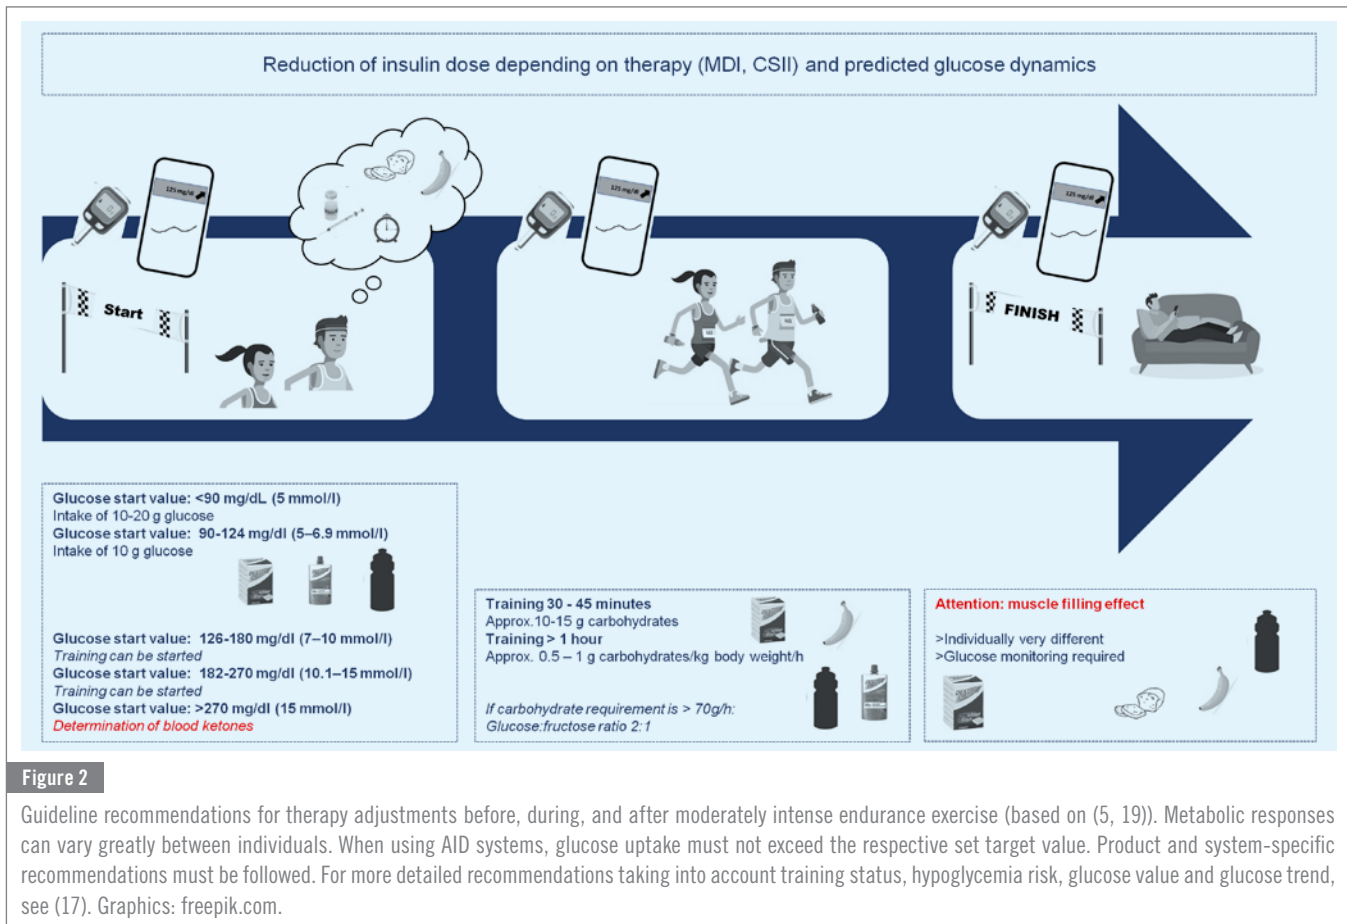 Reduction of insulin dose depending on therapy (MDI, CSII) and predicted glucose dynamics
125 mg/dl
125 mg/dl
125 mg/dl
Start
FINISH
Glucose start value: <90 mg/dL (5 mmol/l)
Intake of 10-20 g glucose
Glucose start value: 90-124 mg/dl (5–6.9 mmol/l)
Intake of 10 g glucose
Glucose start value: 126-180 mg/dl (7–10 mmol/l)
Training can be started
Glucose start value: 182-270 mg/dl (10.1–15 mmol/l)
Training can be started
Glucose start value: >270 mg/dl (15 mmol/l)
Determination of blood ketones
Training 30 - 45 minutes
Approx.10-15 g carbohydrates
Training > 1 hour
Approx. 0.5 – 1 g carbohydrates/kg body weight/h
If carbohydrate requirement is > 70g/h:
Glucose:fructose ratio 2:1
Attention: muscle filling effect
>Individually very different
>Glucose monitoring required
Figure 2
Guideline recommendations for therapy adjustments before, during, and after moderately intense endurance exercise (based on (5, 19)). Metabolic responses
can vary greatly between individuals. When using AID systems, glucose uptake must not exceed the respective set target value. Product and system-specific
recommendations must be followed. For more detailed recommendations taking into account training status, hypoglycemia risk, glucose value and glucose trend,
see (17). Graphics: freepik.com.